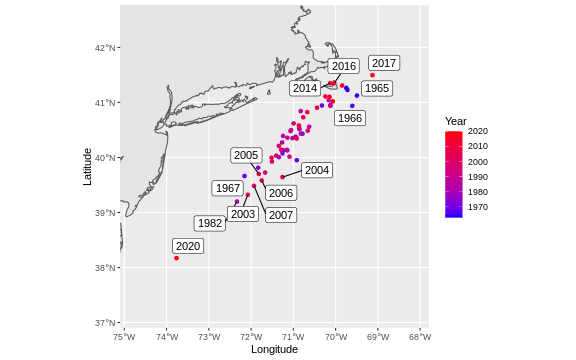 42°N
41°N
40°N
39°N
38°N
37°N
Latitude
75°W
74°W
73°W
72°W
71°W
70°W
69°W
68°W
Longitude
2017
2016
2014
1965
1966
2005
2004
1967
2006
1982
2003
2007
2020
Year
2020
2010
2000
1990
1980
1970